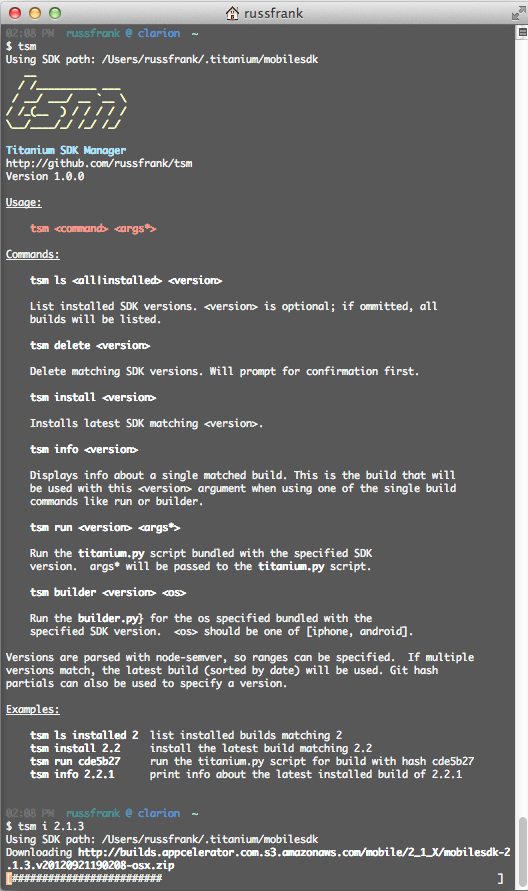 russfrank
02:08 PM russfrank @ clarion ~
$ tsm
Using SDK path: /Users/russfrank/.titanium/mobilesdk
Titanium SDK Manager
http://github.com/russfrank/tsm
Version 1.0.0
Usage:
tsm <command> <args*>
Commands:
tsm ls <all|installed> <version>
List installed SDK versions. <version> is optional; if ommitted, all
builds will be listed.
tsm delete <version>
Delete matching SDK versions. Will prompt for confirmation first.
tsm install <version>
Installs latest SDK matching <version>.
tsm info <version>
Displays info about a single matched build. This is the build that will
be used with this <version> argument when using one of the single build
commands like run or builder.
tsm run <version> <args*>
Run the titanium.py script bundled with the specified SDK
version.  args* will be passed to the titanium.py script.
tsm builder <version> <os>
Run the builder.py} for the os specified bundled with the
specified SDK version.  <os> should be one of [iphone, android].
Versions are parsed with node-semver, so ranges can be specified.  If multiple
versions match, the latest build (sorted by date) will be used. Git hash
partials can also be used to specify a version.
Examples:
tsm ls installed 2  list installed builds matching 2
tsm install 2.2     install the latest build matching 2.2
tsm run cde5b27     run the titanium.py script for build with hash cde5b27
tsm info 2.2.1      print info about the latest installed build of 2.2.1
02:08 PM russfrank @ clarion ~
$ tsm i 2.1.3
Using SDK path: /Users/russfrank/.titanium/mobilesdk
Downloading http://builds.appcelerator.com.s3.amazonaws.com/mobile/2_1_X/mobilesdk-2
.1.3.v20120921190208-osx.zip
[######################### ]